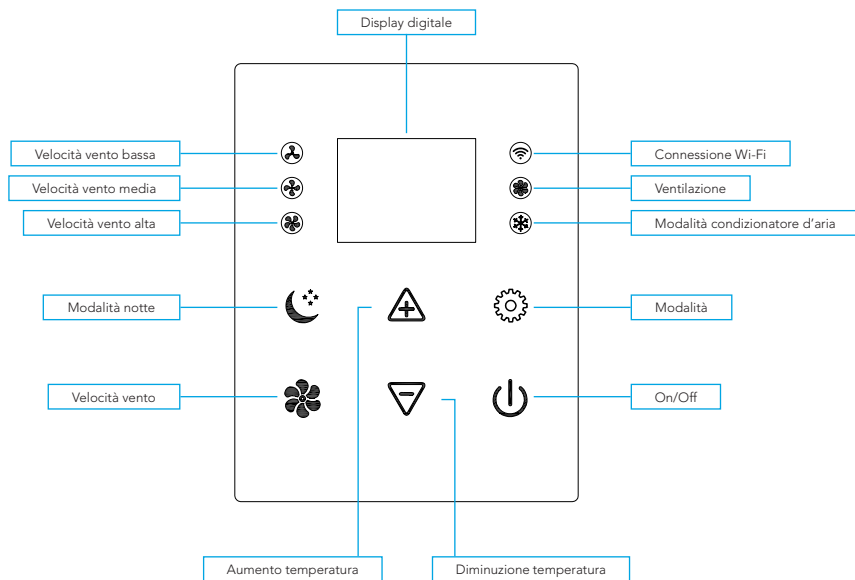 Display digitale
Velocità vento bassa
Connessione Wi-Fi
Velocità vento media
Ventilazione
Velocità vento alta
Modalità condizionatore d’aria
Modalità notte
Modalità
Velocità vento
On/Off
Aumento temperatura
Diminuzione temperatura